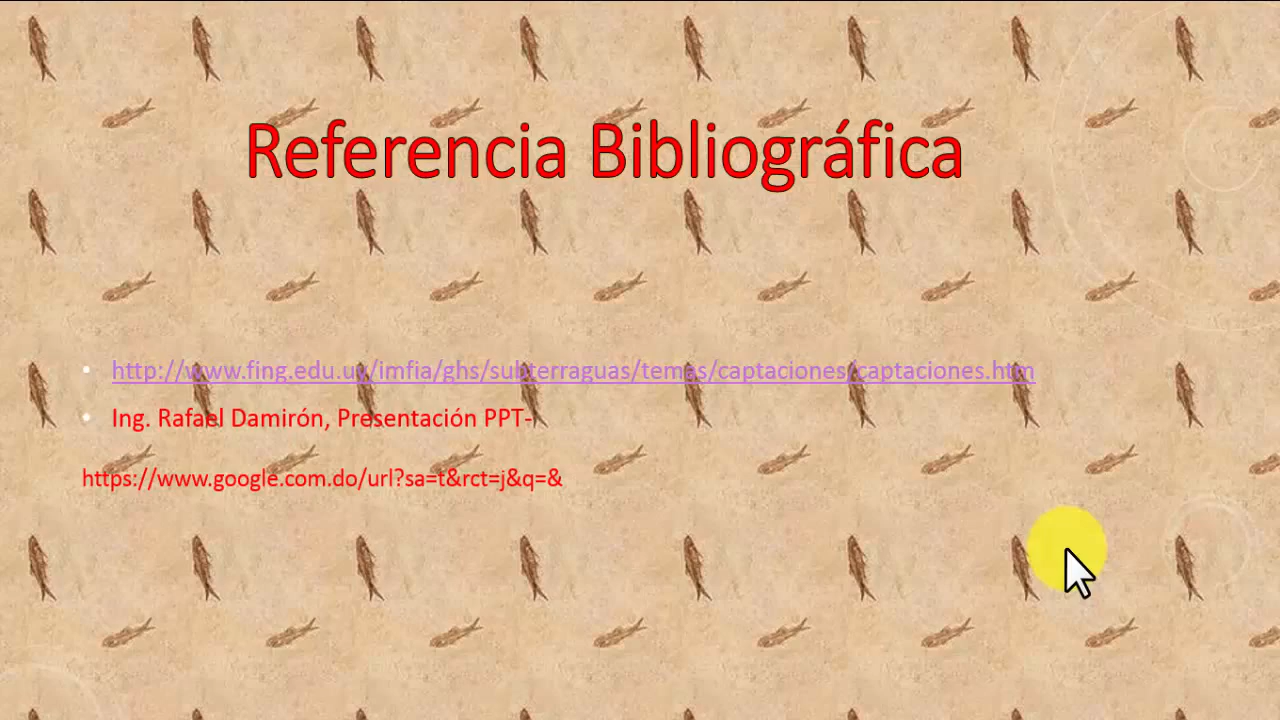 Referencia Bibliográfica
http://www.fing.edu.uy/imfia/ghs/subterraguas/temas/captaciones/captaciones.htm
Ing. Rafael Damirón, Presentación PPT-
https://www.google.com.do/url?sa=t&rct=j&q=&